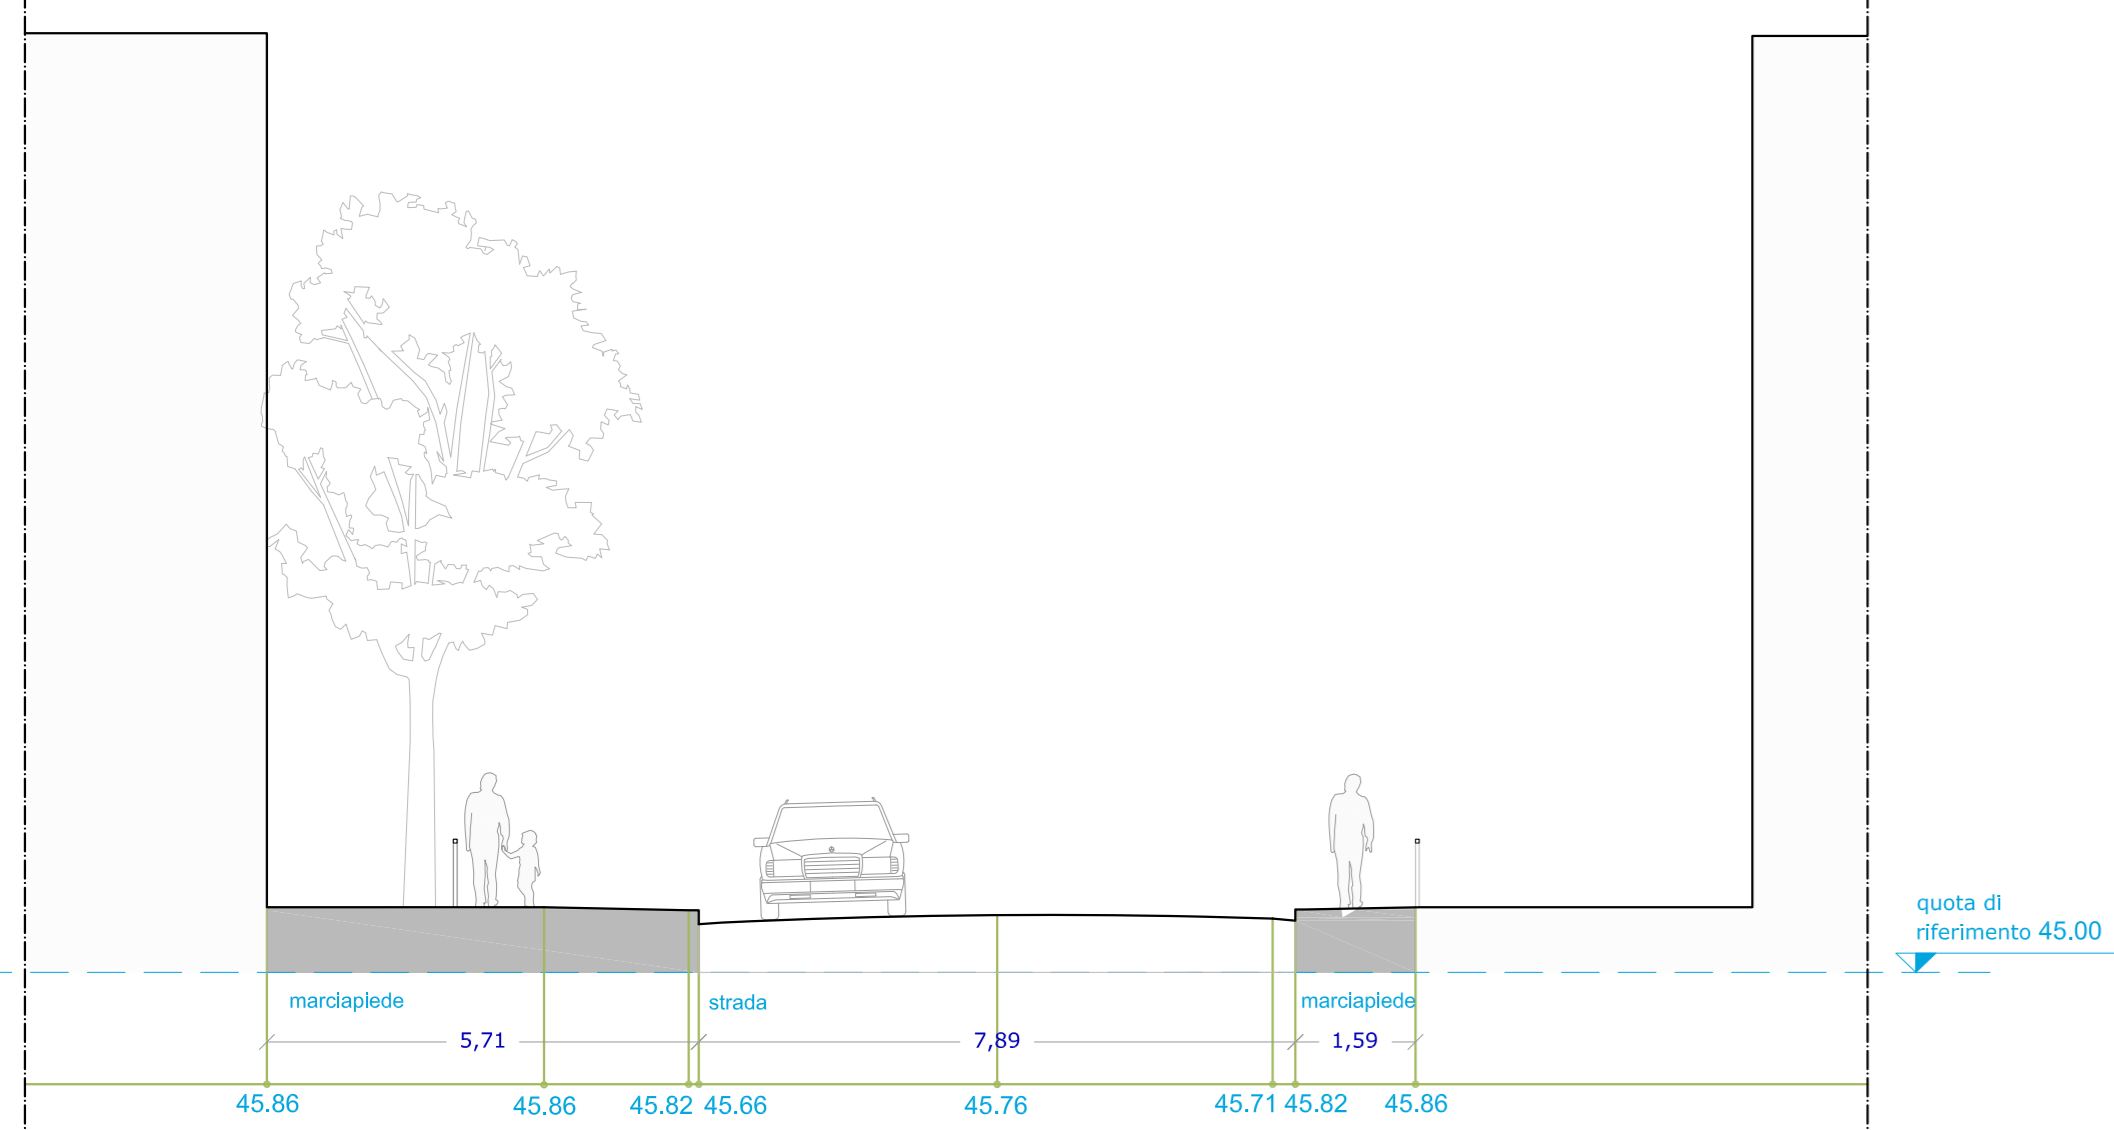 quota di
riferimento 45.00
marciapiede
strada
marciapiede
5,71
7,89
1,59
45.86
45.86
45.82
45.66
45.76
45.71
45.82
45.86